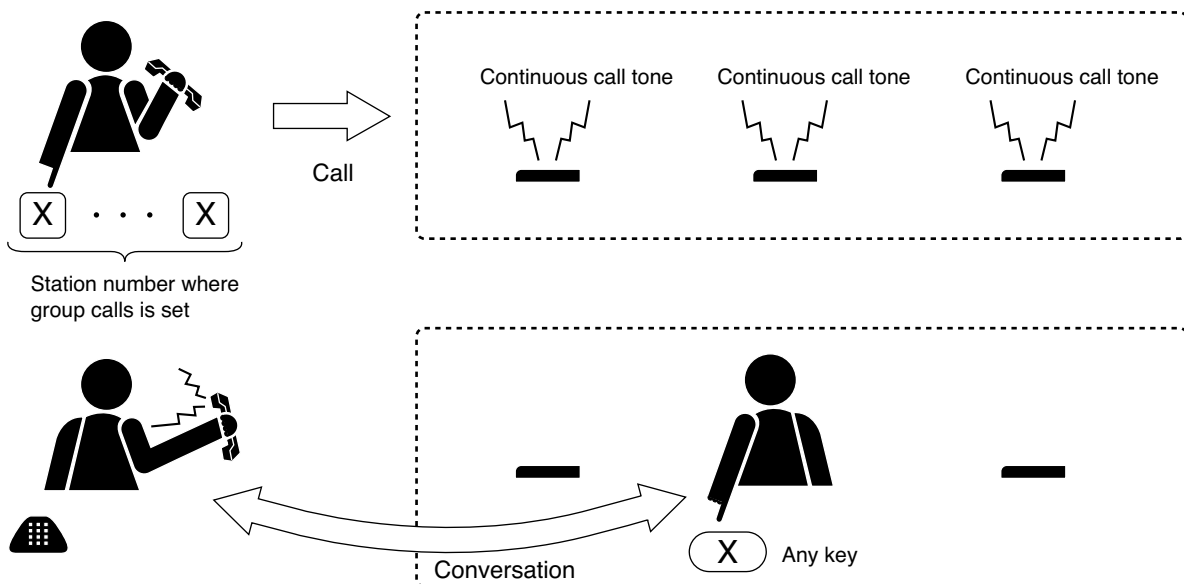 Continuous call tone
Continuous call tone
Continuous call tone
Call
X . . . X
Station number where
group calls is set
X
Any key
Conversation